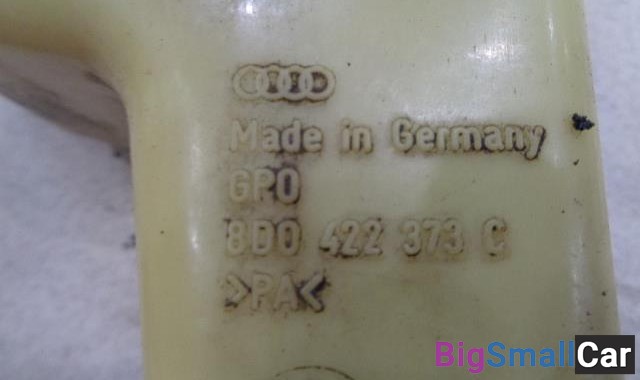 Made in Germany
GPO
8D0 422 373 C
>PA<
BigSmallCar